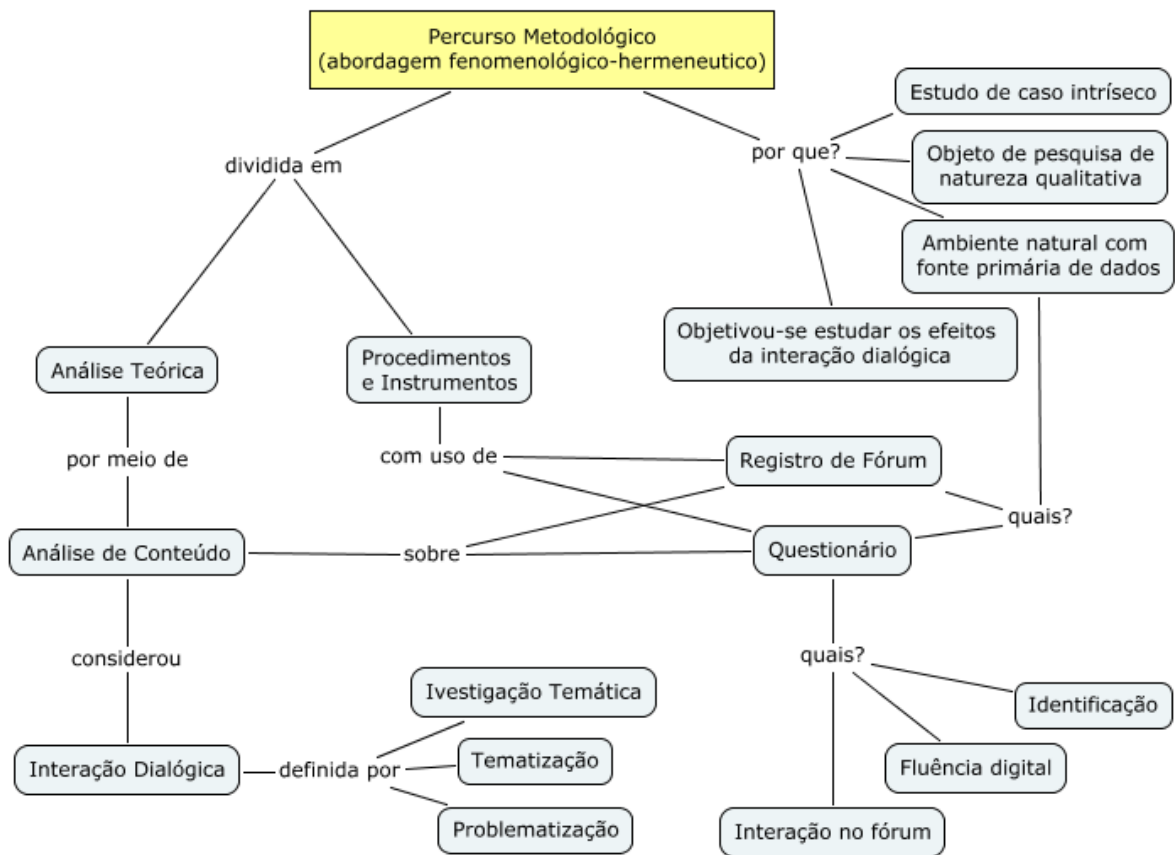 Percurso Metodológico
(abordagem fenomenológico-hermeneutico)
Estudo de caso intríseco
por que?
Objeto de pesquisa de
natureza qualitativa
dividida em
Ambiente natural com
fonte primária de dados
Objetivou-se estudar os efeitos
da interação dialógica
Análise Teórica
Procedimentos
e Instrumentos
por meio de
com uso de
Registro de Fórum
quais?
Análise de Conteúdo
sobre
Questionário
considerou
quais?
Ivestigação Temática
Identificação
Interação Dialógica
definida por
Tematização
Fluência digital
Problematização
Interação no fórum